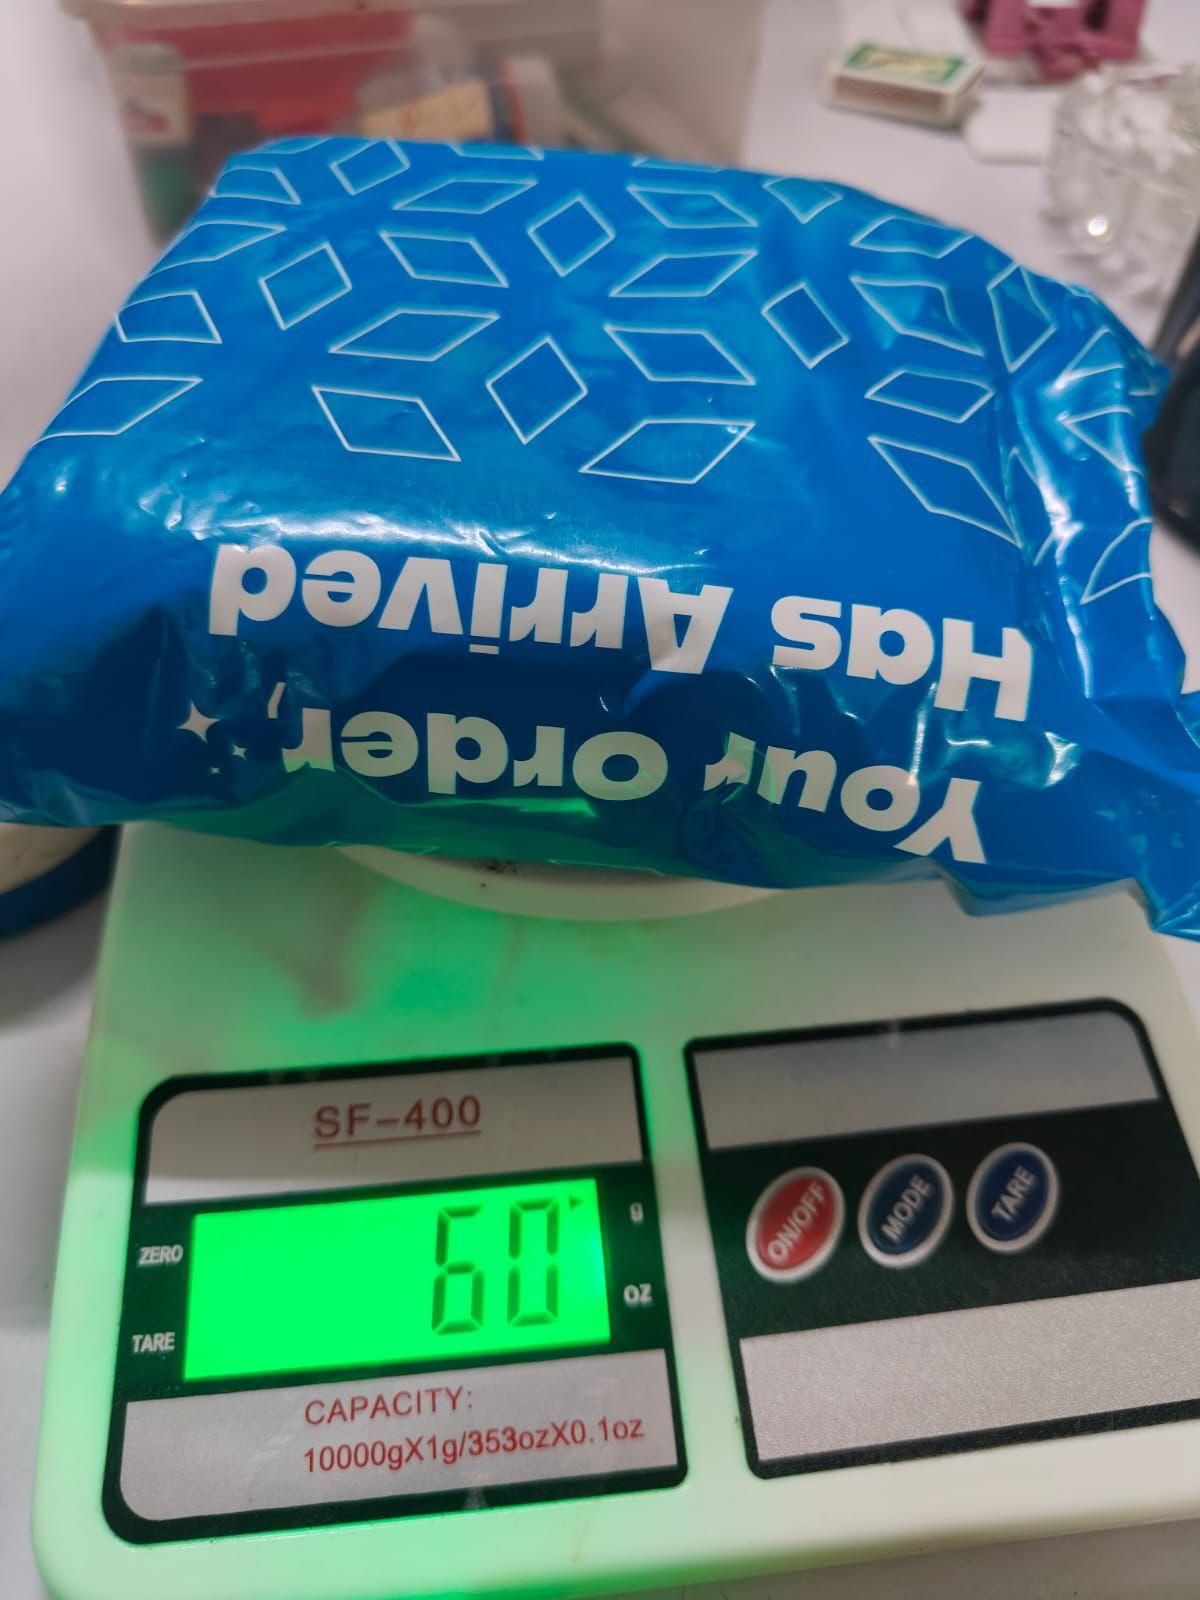 Your order,
Has Arrived
SF-400
60
g
oz
ZERO
TARE
CAPACITY:
10000gX1g/353ozX0.1oz
ON/OFF
MODE
TARE